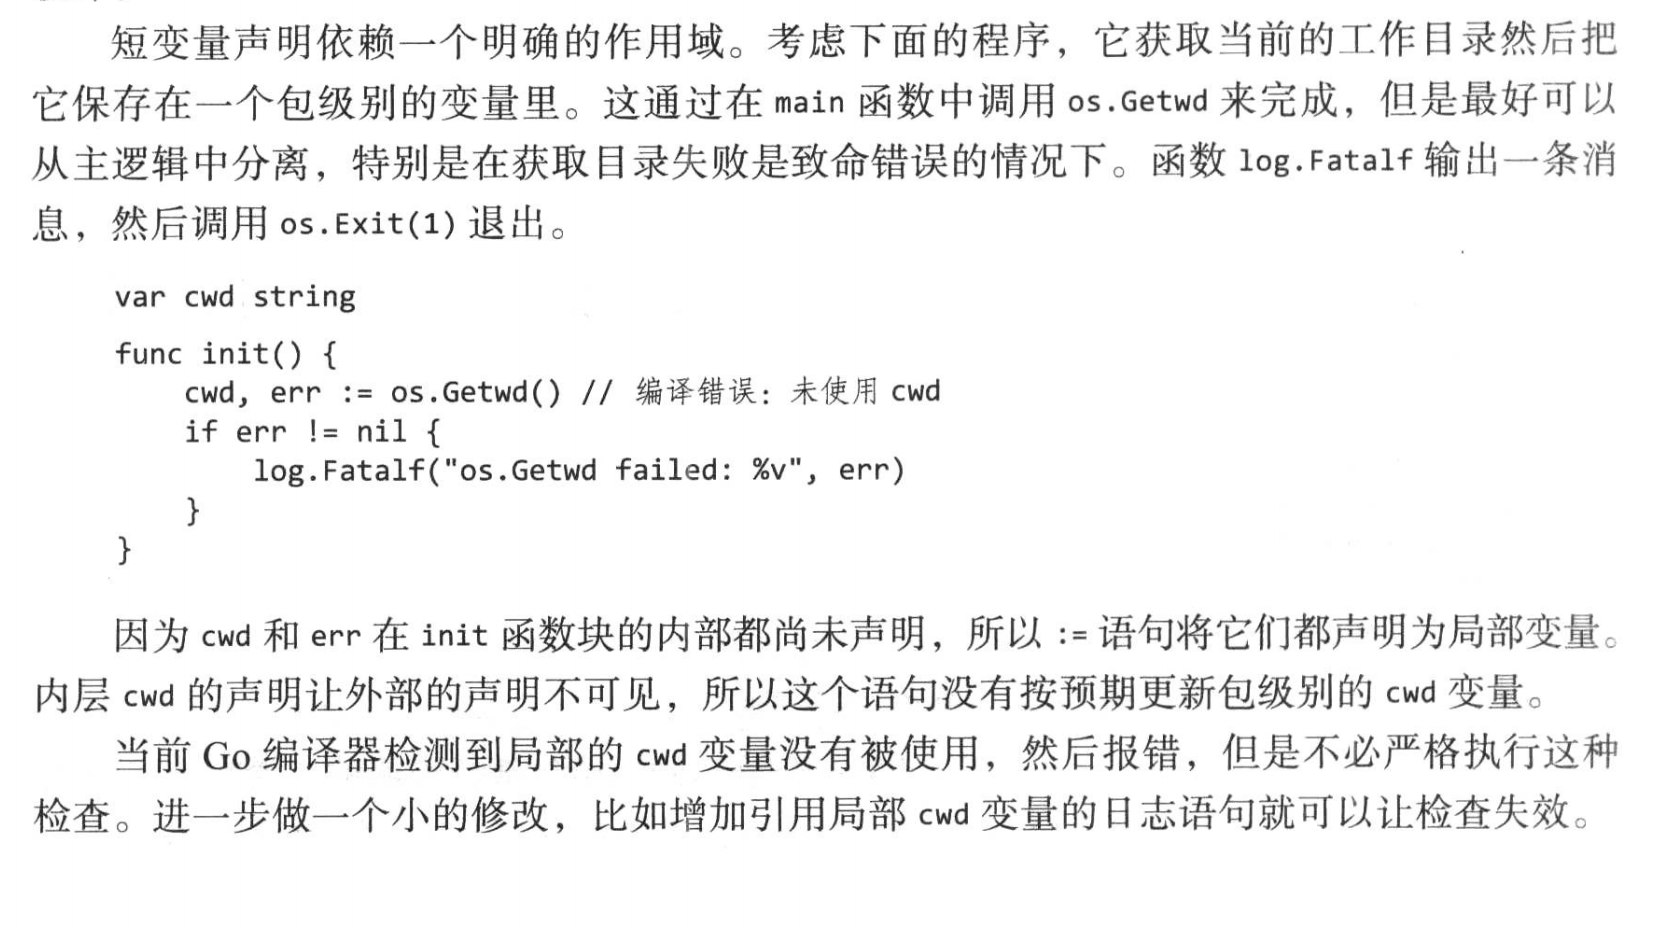 短变量声明依赖一个明确的作用域。考虑下面的程序，它获取当前的工作目录然后把
它保存在一个包级别的变量里。这通过在 main 函数中调用 os.Getwd 来完成，但是最好可以
从主逻辑中分离，特别是在获取目录失败是致命错误的情况下。函数 log.Fatalf 输出一条消
息，然后调用 os.Exit(1) 退出。
var cwd string
func init() {
    cwd, err := os.Getwd() // 编译错误：未使用 cwd
    if err != nil {
        log.Fatalf("os.Getwd failed: %v", err)
    }
}
因为 cwd 和 err 在 init 函数块的内部都尚未声明，所以 := 语句将它们都声明为局部变量。
内层 cwd 的声明让外部的声明不可见，所以这个语句没有按预期更新包级别的 cwd 变量。
当前 Go 编译器检测到局部的 cwd 变量没有被使用，然后报错，但是不必严格执行这种
检查。进一步做一个小的修改，比如增加引用局部 cwd 变量的日志语句就可以让检查失效。